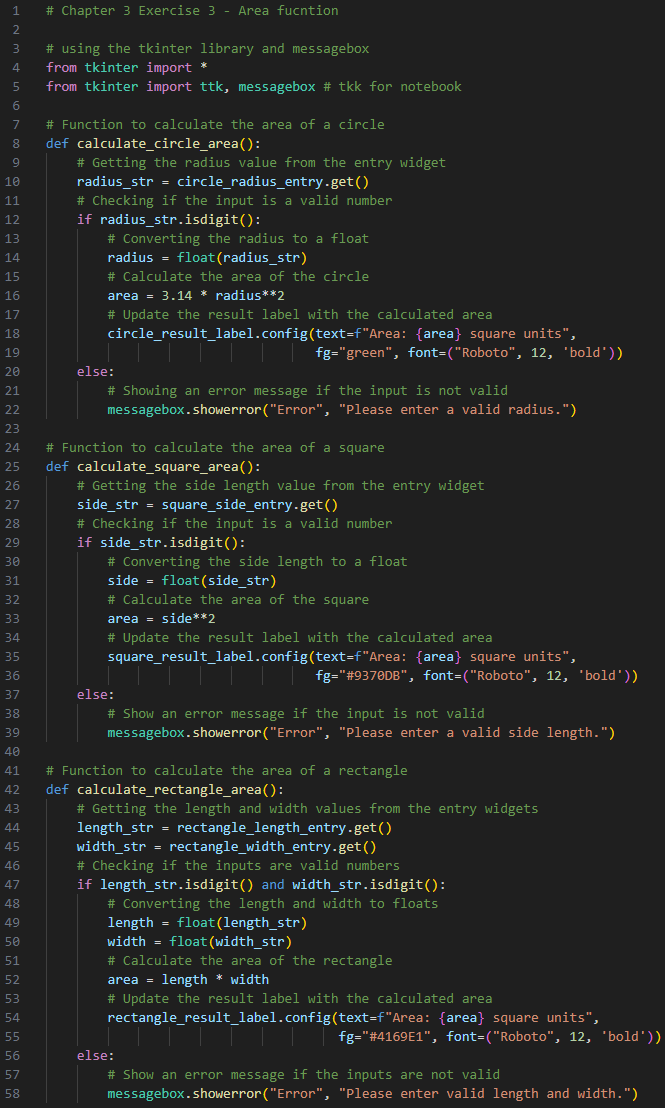 1 # Chapter 3 Exercise 3 - Area fucntion
2
3 # using the tkinter library and messagebox
4 from tkinter import *
5 from tkinter import ttk, messagebox # tkk for notebook
6
7 # Function to calculate the area of a circle
8 def calculate_circle_area():
9     # Getting the radius value from the entry widget
10     radius_str = circle_radius_entry.get()
11     # Checking if the input is a valid number
12     if radius_str.isdigit():
13         # Converting the radius to a float
14         radius = float(radius_str)
15         # Calculate the area of the circle
16         area = 3.14 * radius**2
17         # Update the result label with the calculated area
18         circle_result_label.config(text=f"Area: {area} square units",
19                                    fg="green", font=("Roboto", 12, 'bold'))
20     else:
21         # Showing an error message if the input is not valid
22         messagebox.showerror("Error", "Please enter a valid radius.")
23
24 # Function to calculate the area of a square
25 def calculate_square_area():
26     # Getting the side length value from the entry widget
27     side_str = square_side_entry.get()
28     # Checking if the input is a valid number
29     if side_str.isdigit():
30         # Converting the side length to a float
31         side = float(side_str)
32         # Calculate the area of the square
33         area = side**2
34         # Update the result label with the calculated area
35         square_result_label.config(text=f"Area: {area} square units",
36                                    fg="#9370DB", font=("Roboto", 12, 'bold'))
37     else:
38         # Show an error message if the input is not valid
39         messagebox.showerror("Error", "Please enter a valid side length.")
40
41 # Function to calculate the area of a rectangle
42 def calculate_rectangle_area():
43     # Getting the length and width values from the entry widgets
44     length_str = rectangle_length_entry.get()
45     width_str = rectangle_width_entry.get()
46     # Checking if the inputs are valid numbers
47     if length_str.isdigit() and width_str.isdigit():
48         # Converting the length and width to floats
49         length = float(length_str)
50         width = float(width_str)
51         # Calculate the area of the rectangle
52         area = length * width
53         # Update the result label with the calculated area
54         rectangle_result_label.config(text=f"Area: {area} square units",
55                                       fg="#4169E1", font=("Roboto", 12, 'bold'))
56     else:
57         # Show an error message if the inputs are not valid
58         messagebox.showerror("Error", "Please enter valid length and width.")